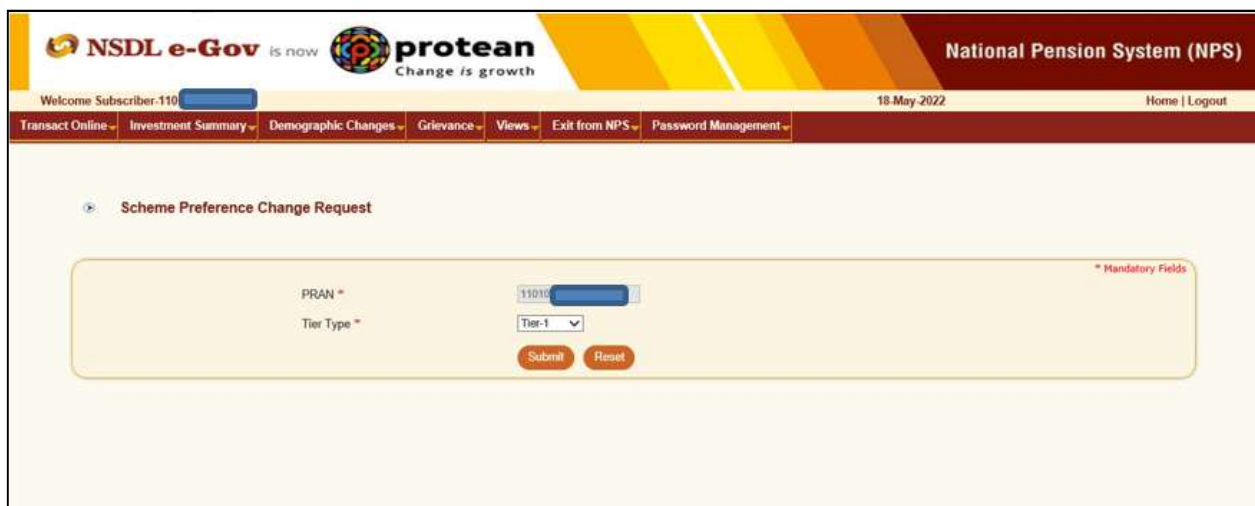 NSDL e-Gov is now protean
Change is growth
National Pension System (NPS)
Welcome Subscriber-110 18-May-2022 Home | Logout
Transact Online Investment Summary Demographic Changes Grievance Views Exit from NPS Password Management
Scheme Preference Change Request
* Mandatory Fields
PRAN * 11010
Tier Type * Tier-1
Submit Reset